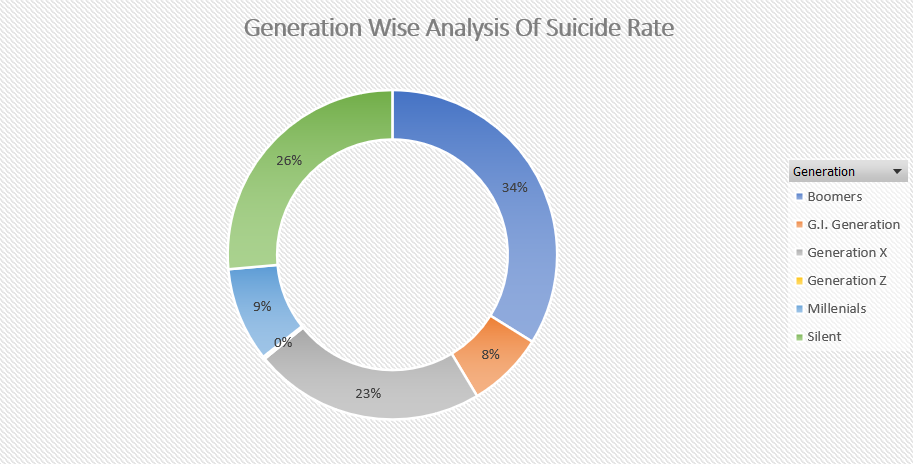 Generation Wise Analysis Of Suicide Rate
26%
34%
9%
0%
8%
23%
Generation
Boomers
G.I. Generation
Generation X
Generation Z
Millenials
Silent